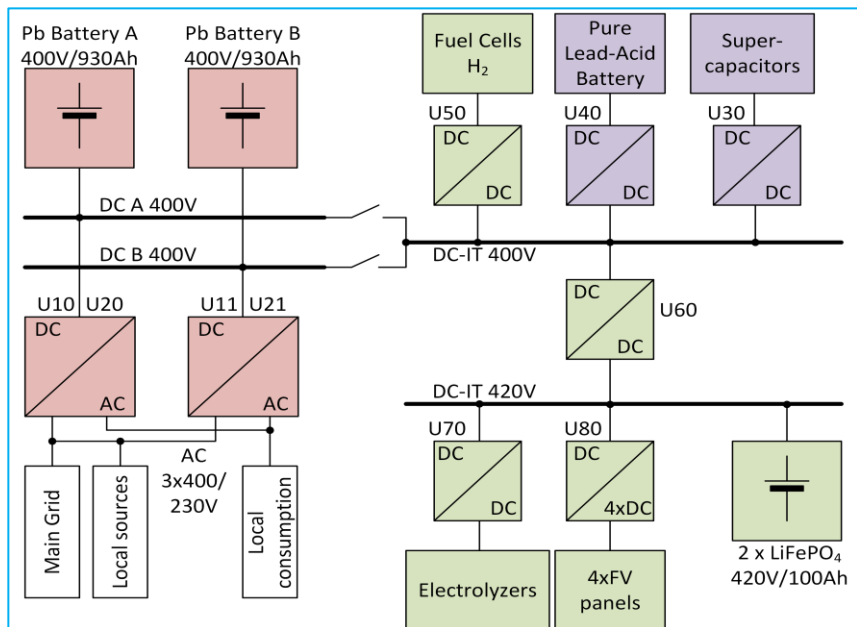 Pb Battery A
400V/930Ah
Pb Battery B
400V/930Ah
Fuel Cells
H₂
Pure
Lead-Acid
Battery
Super-
capacitors
U50
DC
DC
U40
DC
DC
U30
DC
DC
DC A 400V
DC B 400V
DC-IT 400V
U10 U20
DC
AC
U11 U21
DC
AC
DC
DC
U60
DC-IT 420V
AC
3x400/
230V
Main Grid
Local sources
Local
consumption
U70
DC
DC
U80
DC
4xDC
Electrolyzers
4xFV
panels
2 x LiFePO₄
420V/100Ah